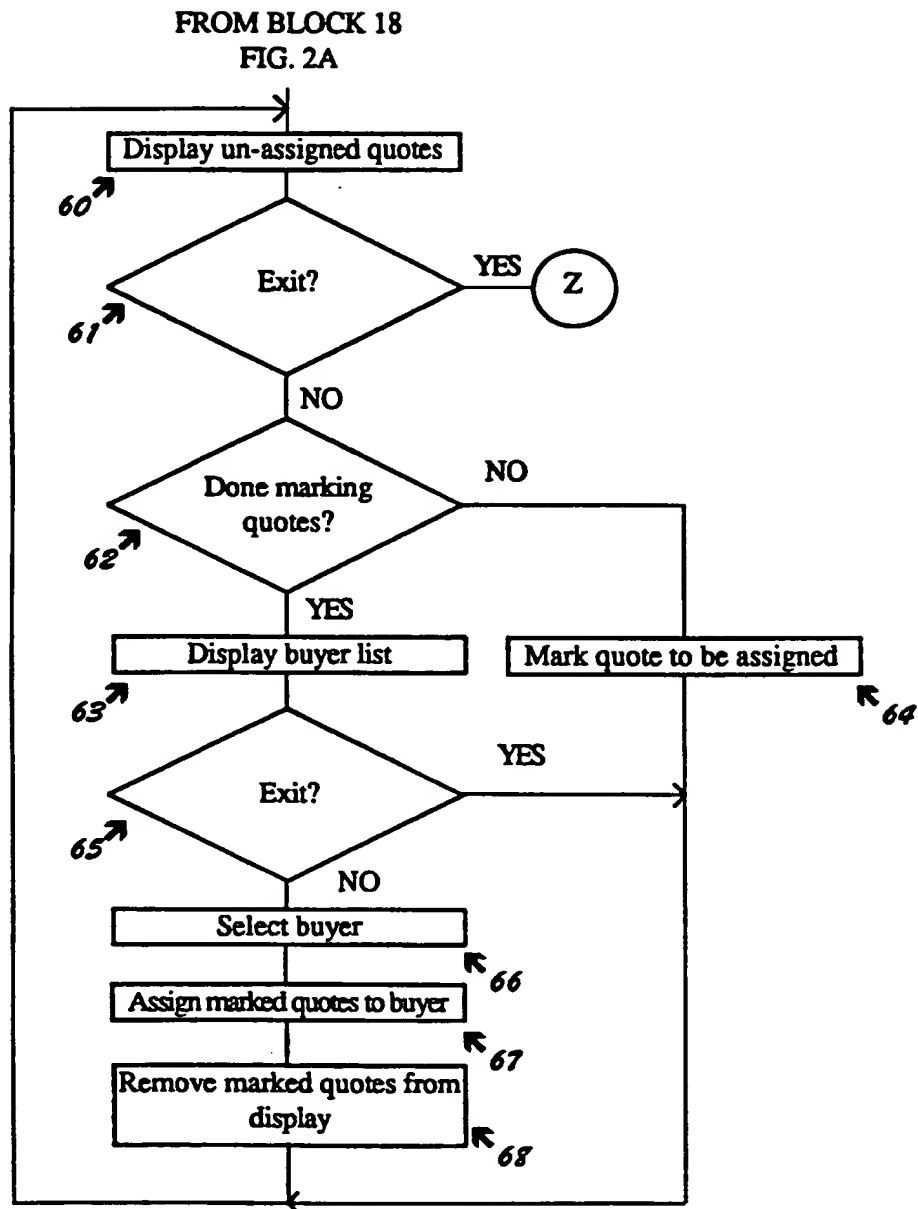 FROM BLOCK 18
FIG. 2A
Display un-assigned quotes
60
Exit?
YES
Z
61
NO
Done marking
quotes?
NO
62
YES
Display buyer list
Mark quote to be assigned
63
64
Exit?
YES
65
NO
Select buyer
66
Assign marked quotes to buyer
67
Remove marked quotes from
display
68